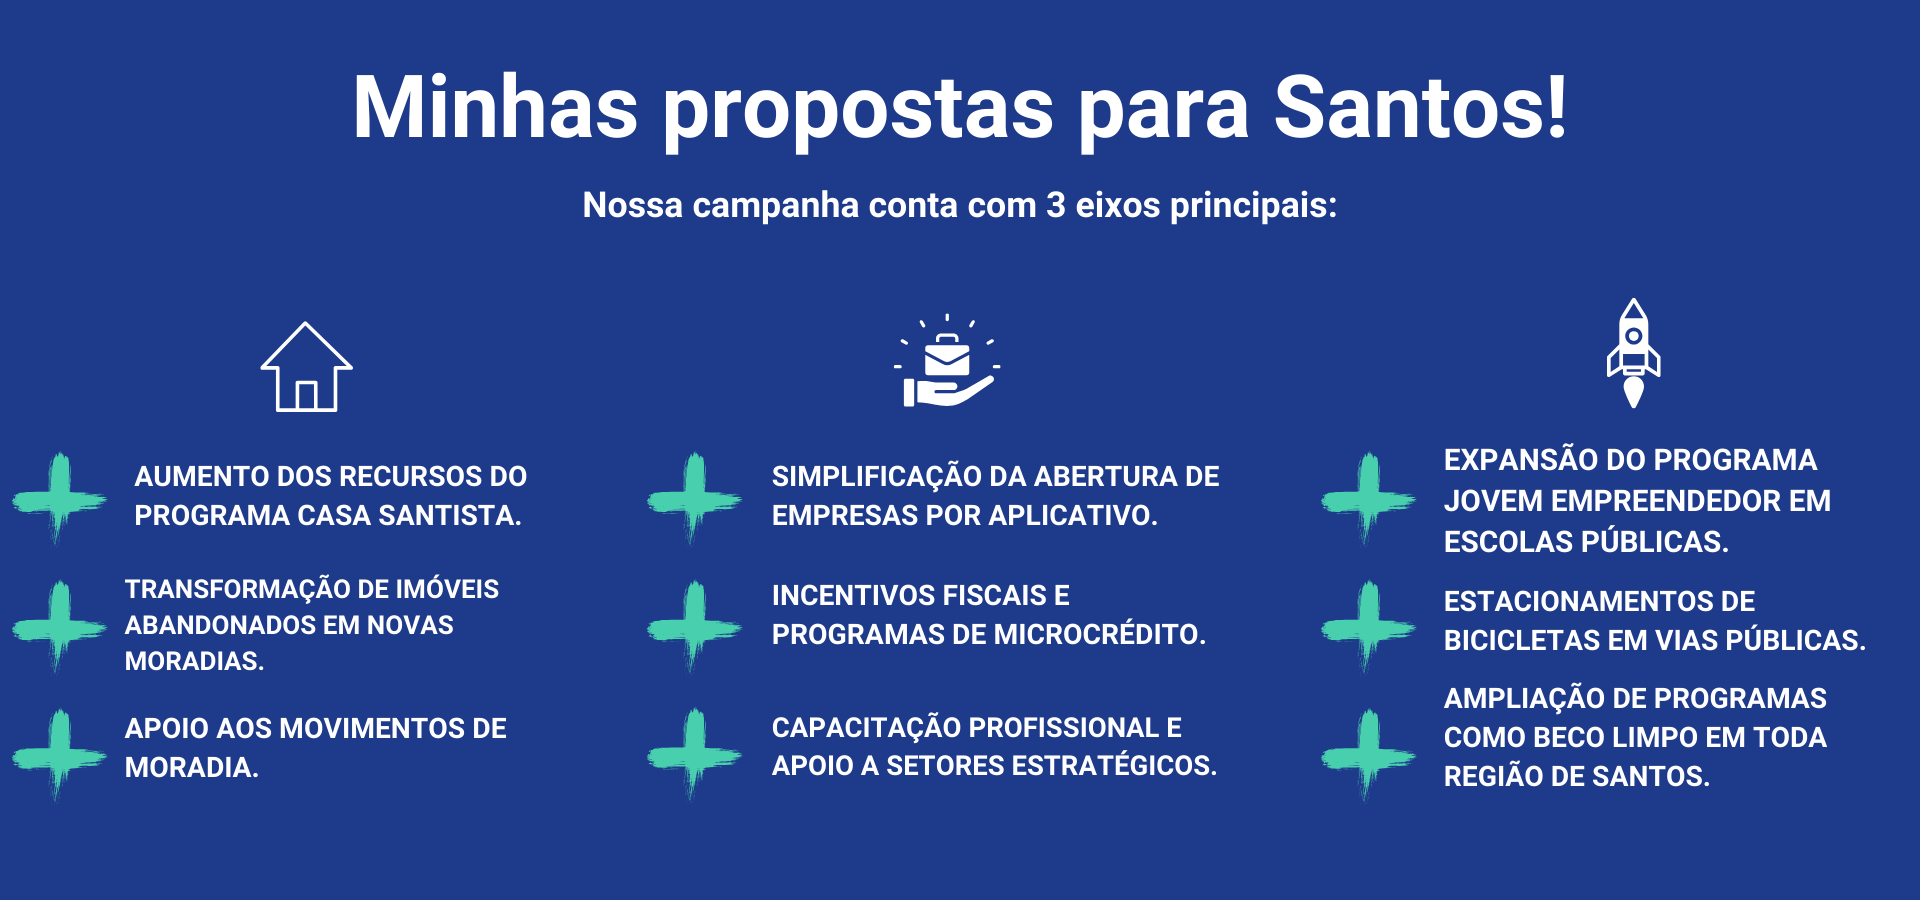 Minhas propostas para Santos!
Nossa campanha conta com 3 eixos principais:
AUMENTO DOS RECURSOS DO
PROGRAMA CASA SANTISTA.
TRANSFORMAÇÃO DE IMÓVEIS
ABANDONADOS EM NOVAS
MORADIAS.
APOIO AOS MOVIMENTOS DE
MORADIA.
SIMPLIFICAÇÃO DA ABERTURA DE
EMPRESAS POR APLICATIVO.
INCENTIVOS FISCAIS E
PROGRAMAS DE MICROCRÉDITO.
CAPACITAÇÃO PROFISSIONAL E
APOIO A SETORES ESTRATÉGICOS.
EXPANSÃO DO PROGRAMA
JOVEM EMPREENDEDOR EM
ESCOLAS PÚBLICAS.
ESTACIONAMENTOS DE
BICICLETAS EM VIAS PÚBLICAS.
AMPLIAÇÃO DE PROGRAMAS
COMO BECO LIMPO EM TODA
REGIÃO DE SANTOS.